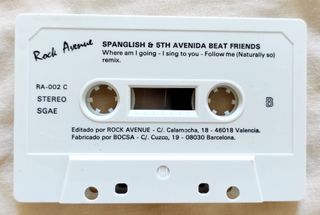 Rock Avenue
SPANGLISH & 5TH AVENIDA BEAT FRIENDS
Where am I going - I sing to you - Follow me (Naturally so)
remix.
RA-002 C
STEREO
SGAE
B
Editado por ROCK AVENUE - C/. Calamocha, 18 - 46018 Valencia.
Fabricado por BOCSA - C/. Cuzco, 19 - 08030 Barcelona.